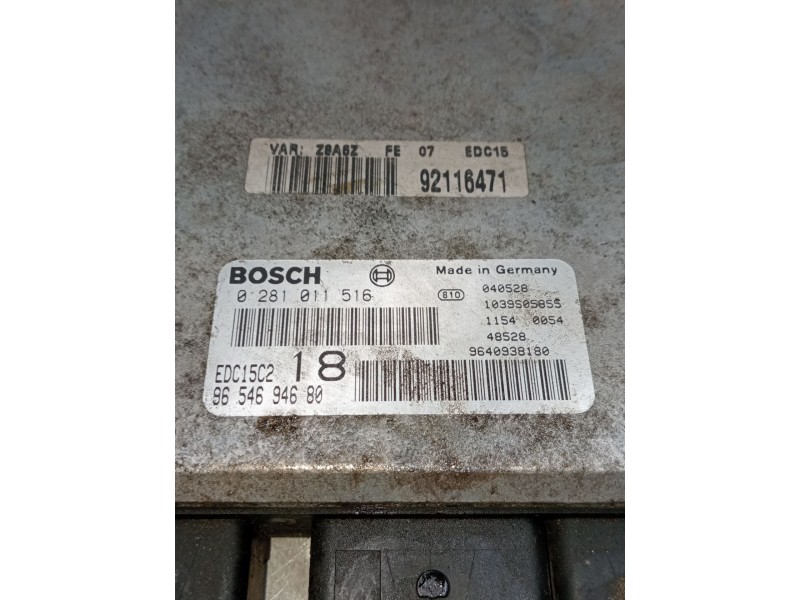 VAR: Z8A6Z FE 07 EDC15
92116471
BOSCH Made in Germany
0 281 011 516 810 040528
1039S05855
1154 0054
48528
EDC15C2 18 9640938180
96 546 946 80